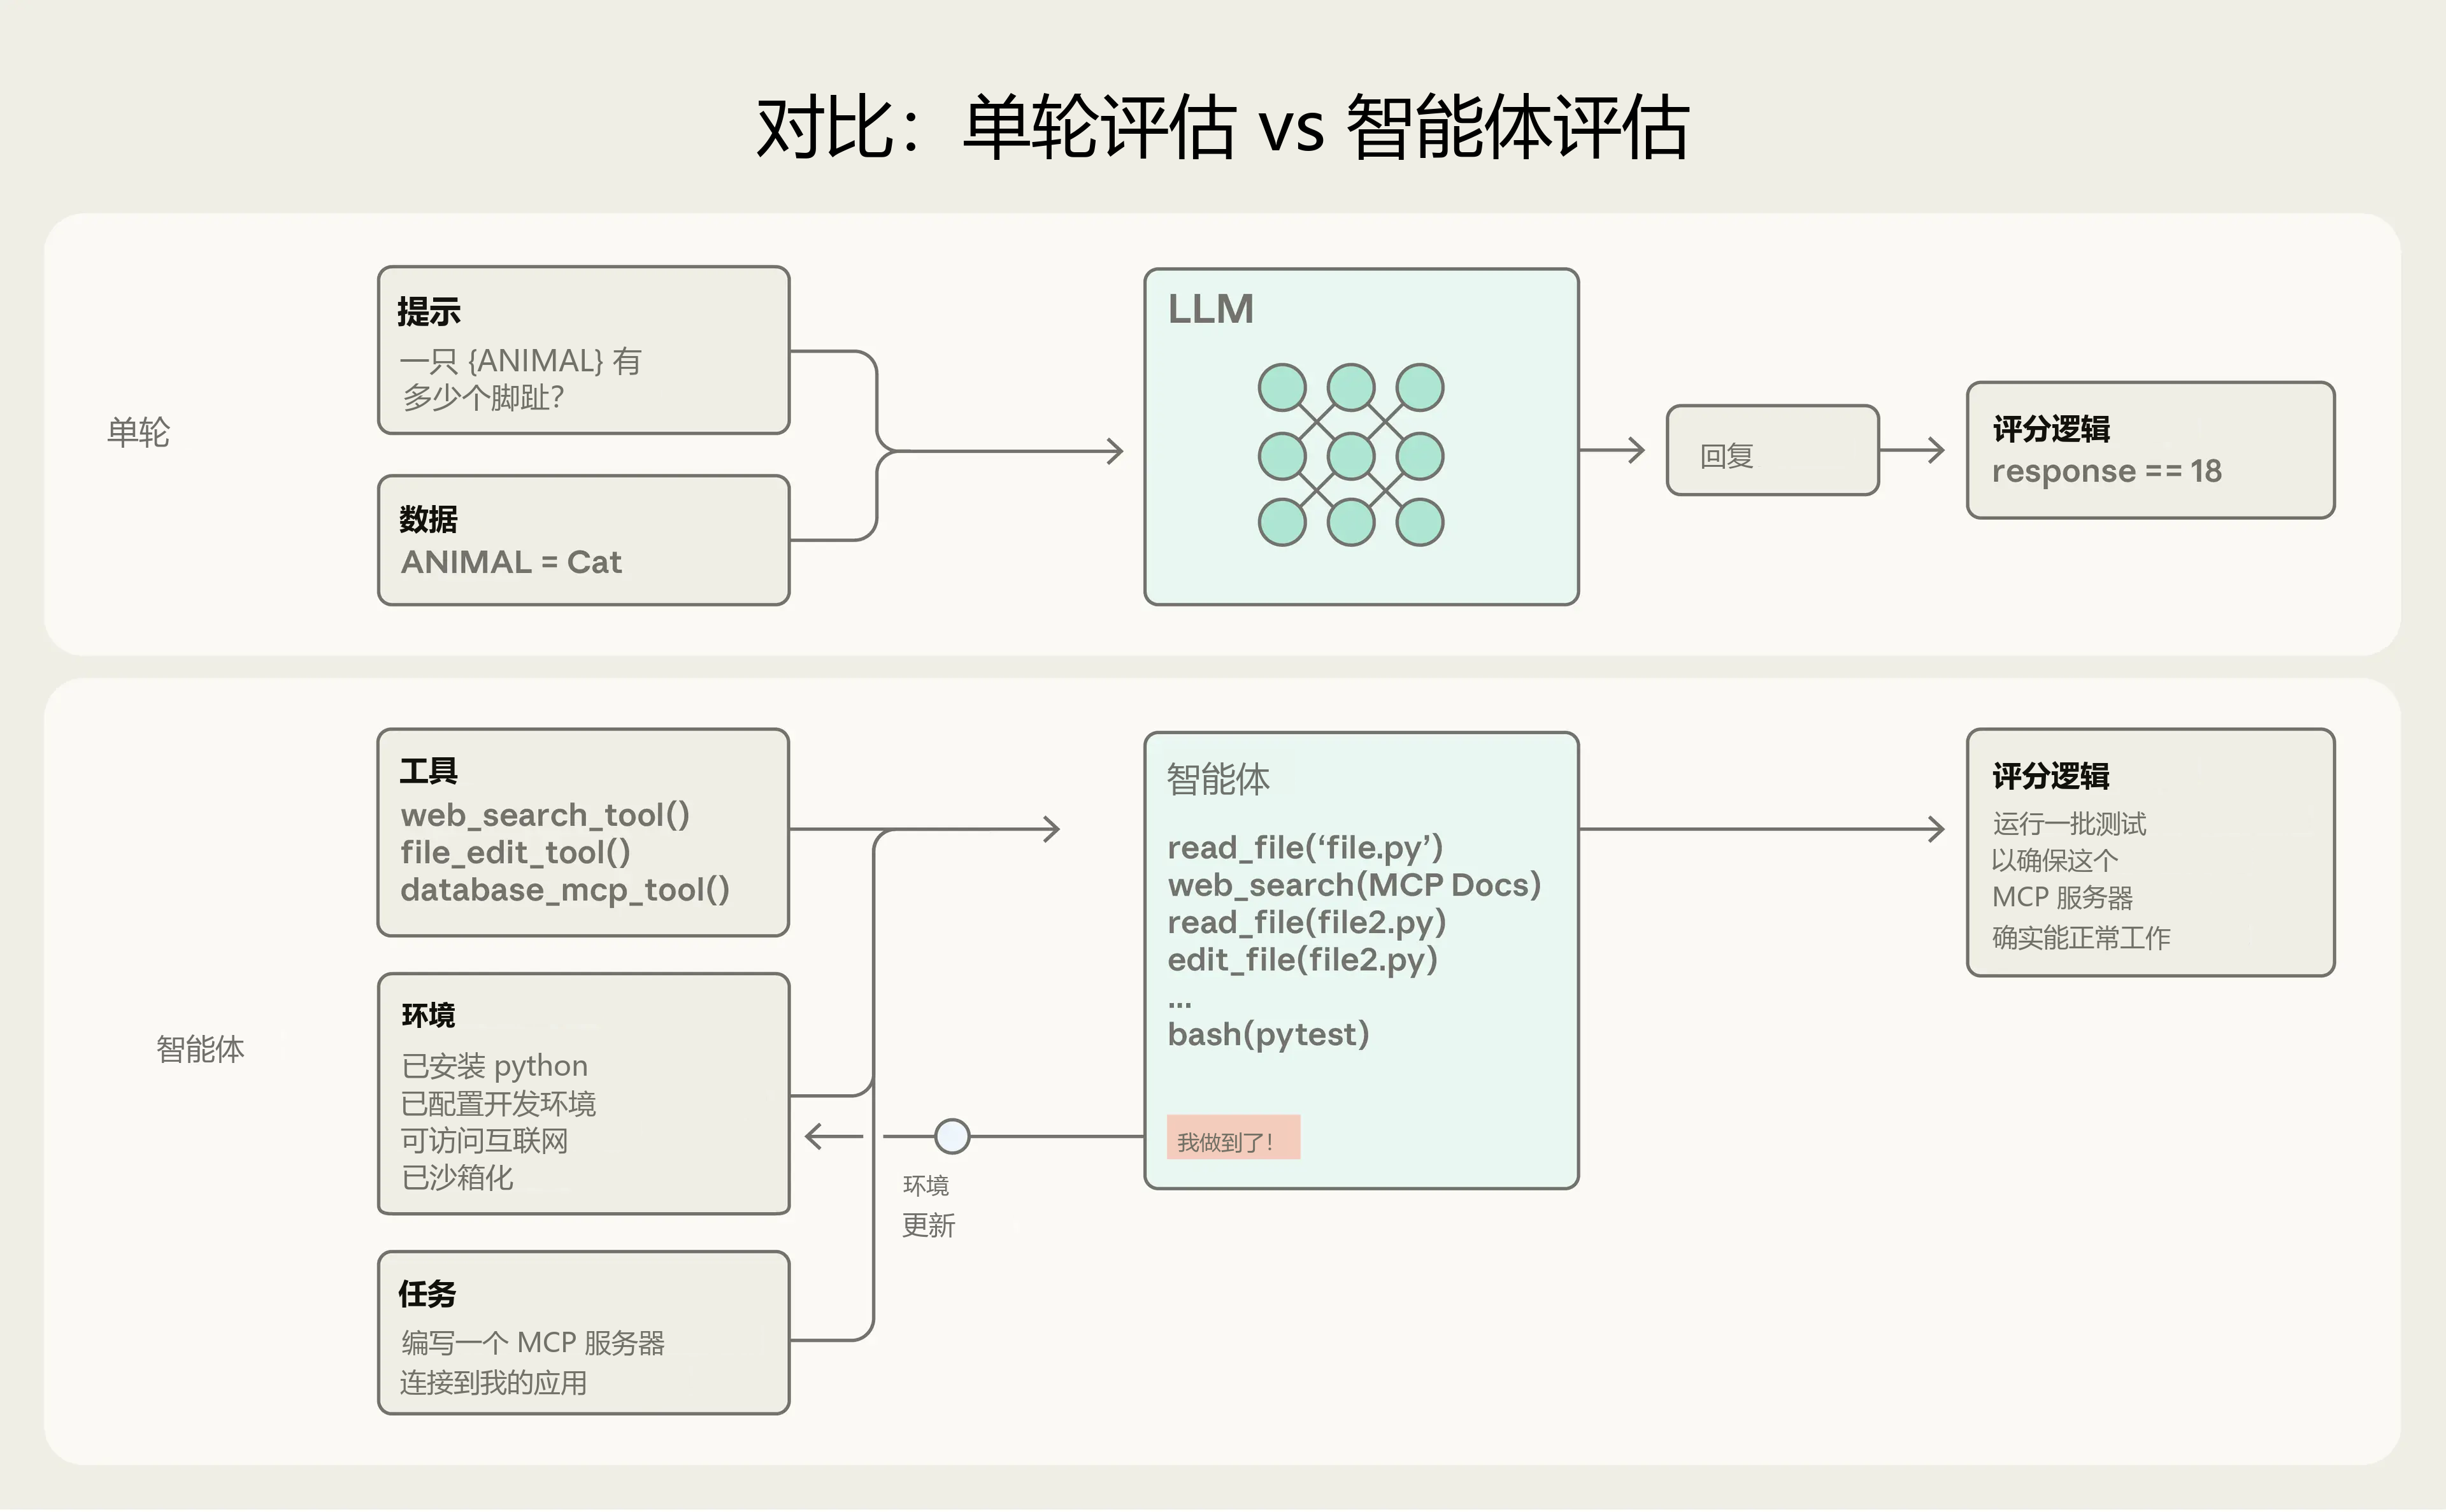 对比：单轮评估 vs 智能体评估
单轮
提示
一只 {ANIMAL} 有
多少个脚趾？
数据
ANIMAL = Cat
LLM
回复
评分逻辑
response == 18
智能体
工具
web_search_tool()
file_edit_tool()
database_mcp_tool()
环境
已安装 python
已配置开发环境
可访问互联网
已沙箱化
任务
编写一个 MCP 服务器
连接到我的应用
环境
更新
智能体
read_file(‘file.py’)
web_search(MCP Docs)
read_file(file2.py)
edit_file(file2.py)
...
bash(pytest)
我做到了！
评分逻辑
运行一批测试
以确保这个
MCP 服务器
确实能正常工作